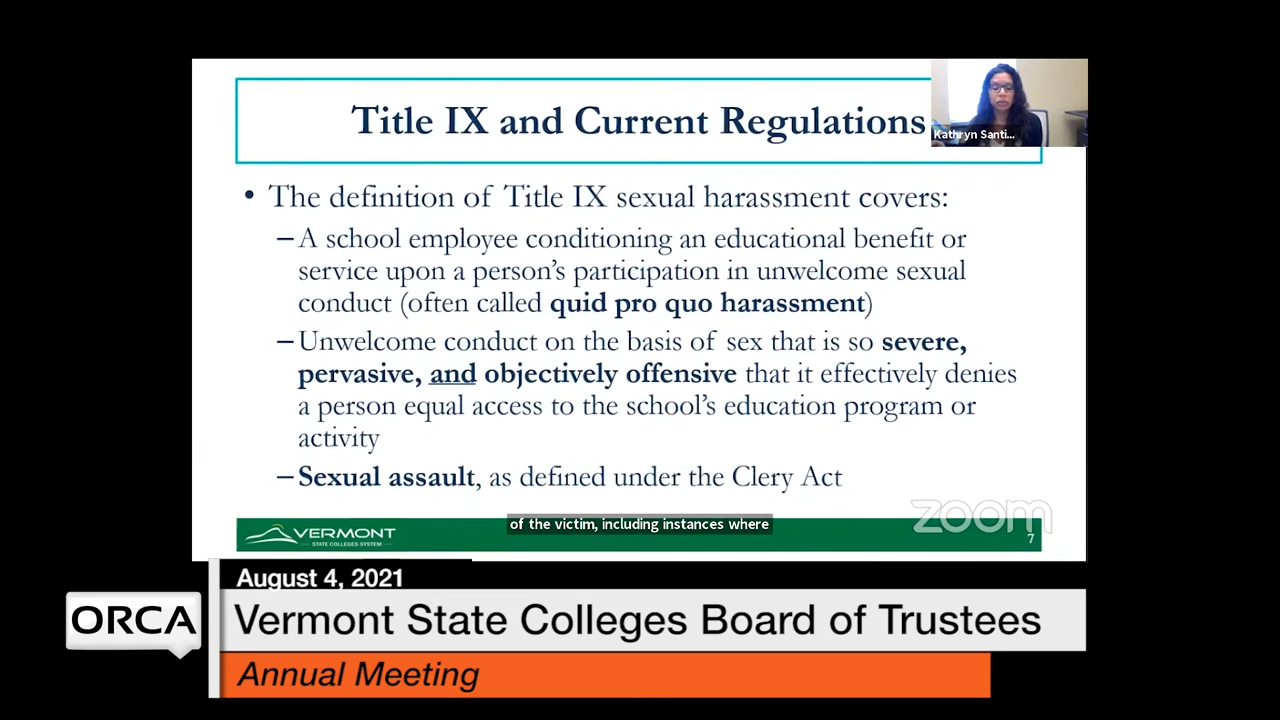 Title IX and Current Regulations
Kathryn Santi...
• The definition of Title IX sexual harassment covers:
– A school employee conditioning an educational benefit or
service upon a person's participation in unwelcome sexual
conduct (often called quid pro quo harassment)
– Unwelcome conduct on the basis of sex that is so severe,
pervasive, and objectively offensive that it effectively denies
a person equal access to the school's education program or
activity
– Sexual assault, as defined under the Clery Act
zoom
of the victim, including instances where
VERMONT
STATE COLLEGES SYSTEM
7
August 4, 2021
ORCA
Vermont State Colleges Board of Trustees
Annual Meeting